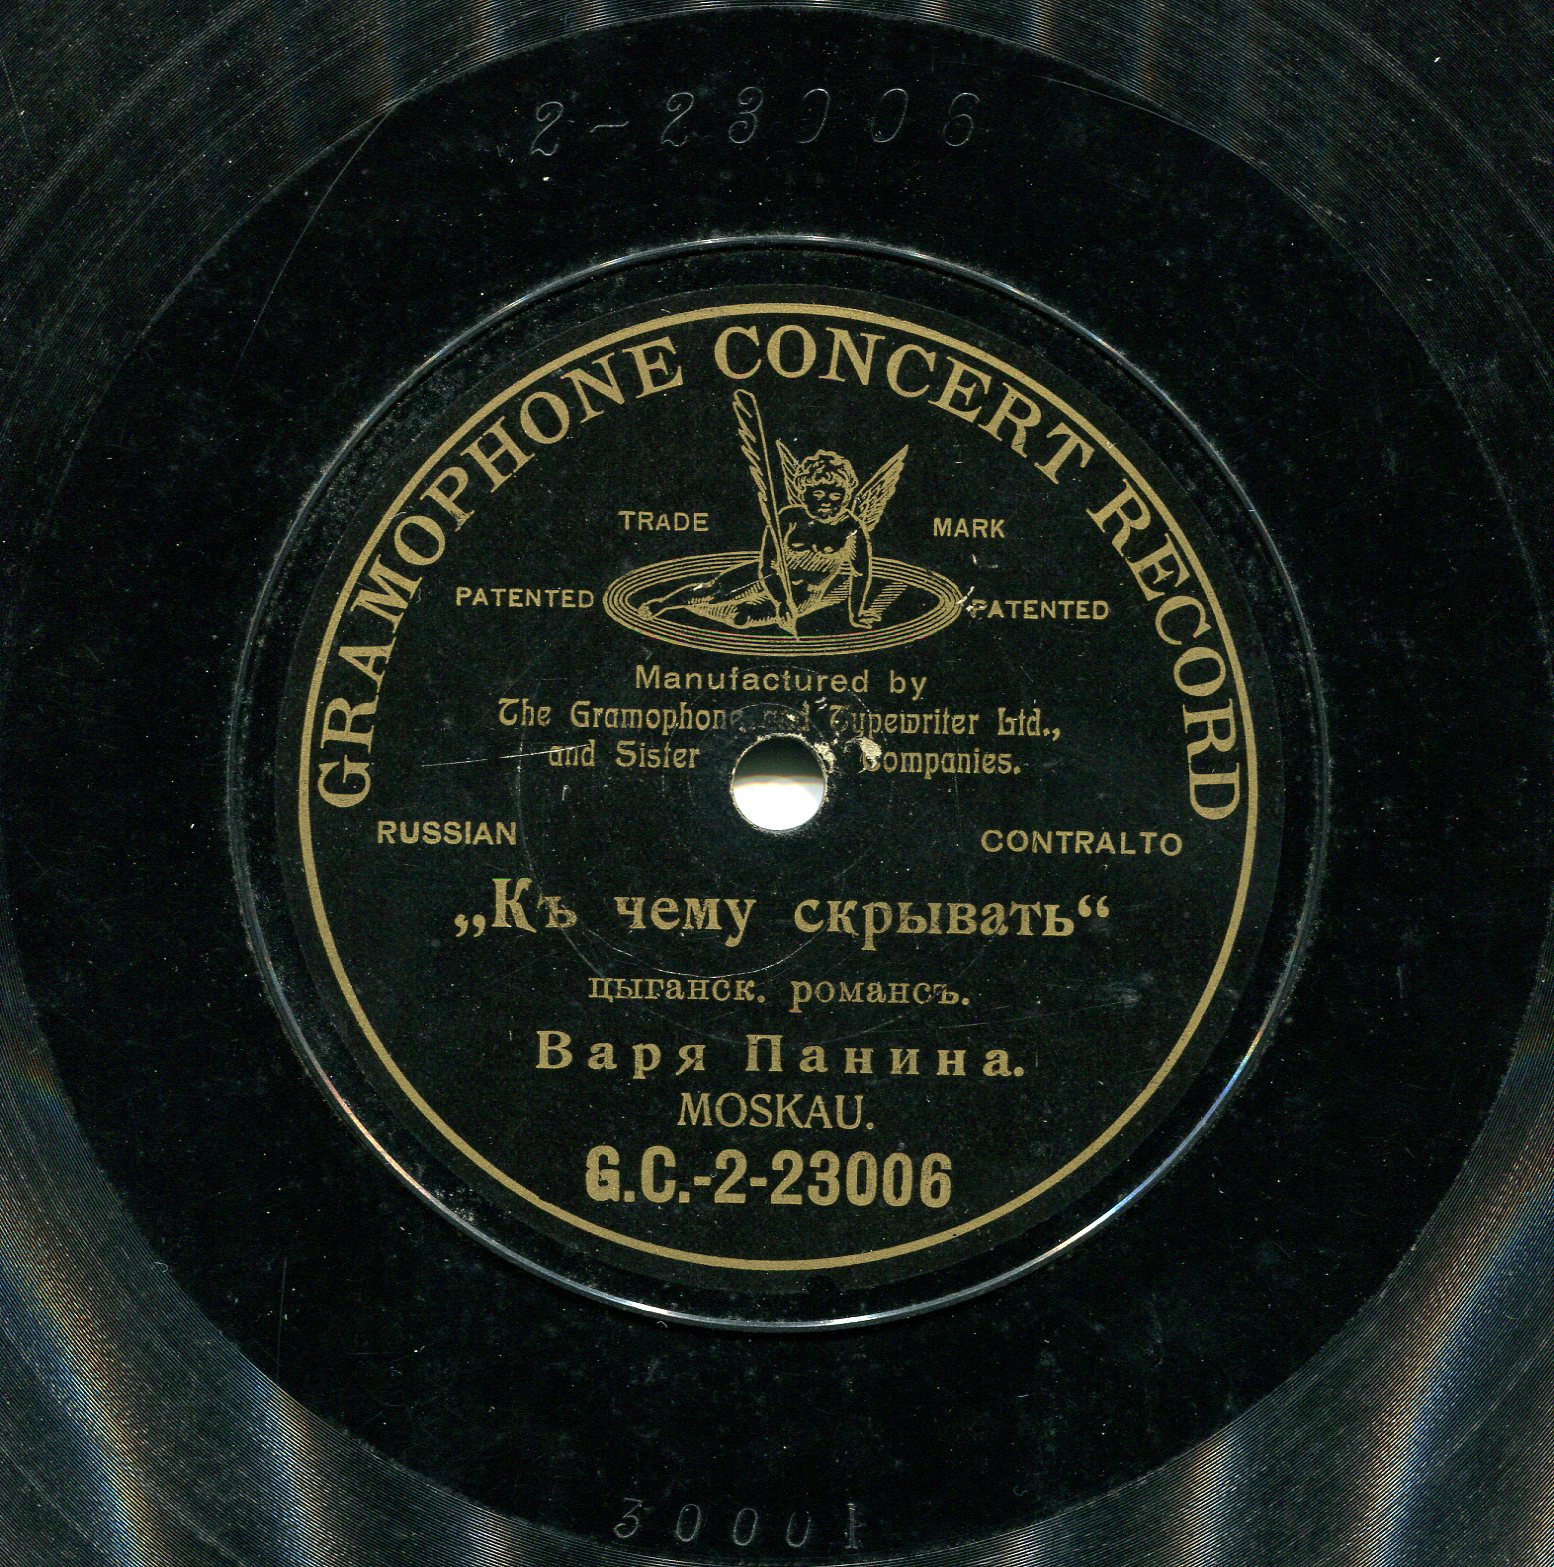 2-23006
GRAMOPHONE CONCERT RECORD
TRADE MARK
PATENTED PATENTED
Manufactured by
The Gramophone and Typewriter Ltd.,
and Sister Companies.
RUSSIAN CONTRALTO
„Къ чему скрывать“
цыганск. романсъ.
Варя Панина.
MOSKAU.
G.C.-2-23006
30001